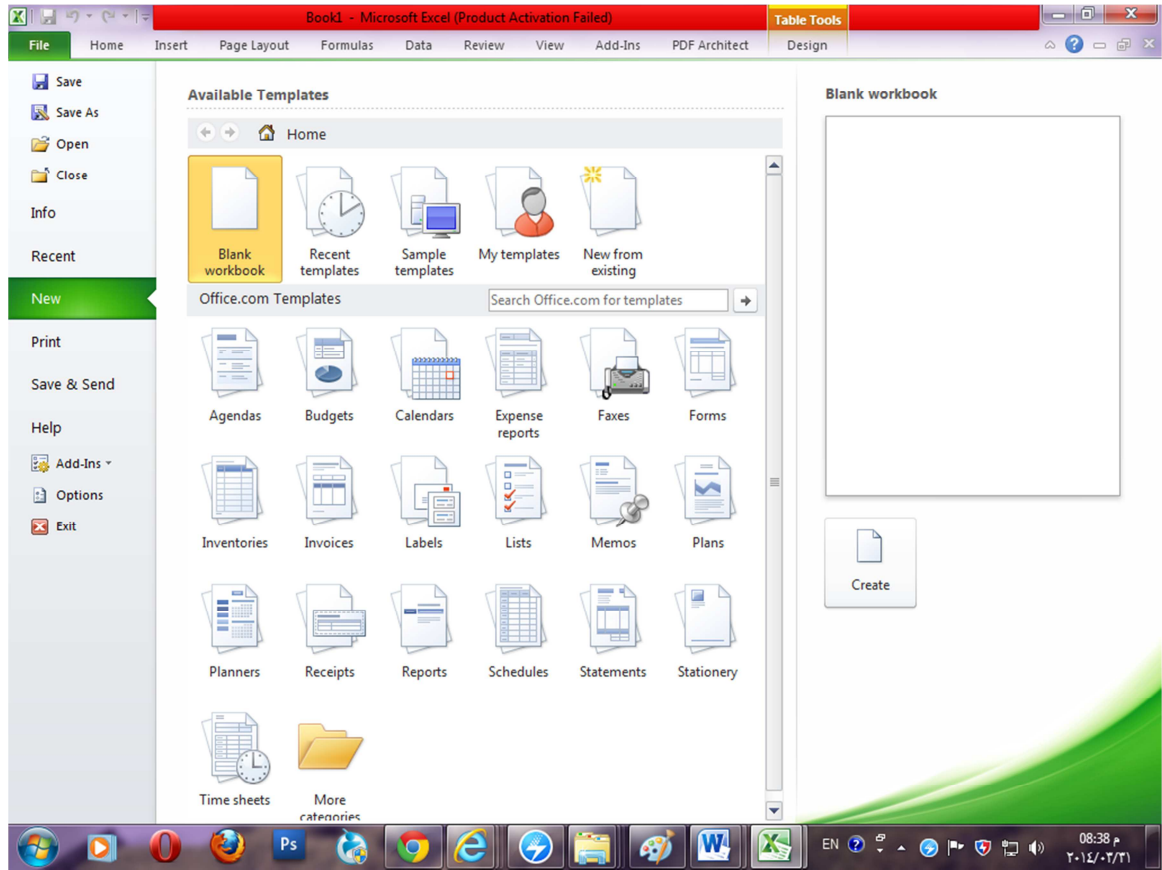 Book1 - Microsoft Excel (Product Activation Failed)
Table Tools
File Home Insert Page Layout Formulas Data Review View Add-Ins PDF Architect Design
Save
Save As
Open
Close
Info
Recent
New
Print
Save & Send
Help
Add-Ins
Options
Exit
Available Templates
Home
Blank workbook
Recent templates
Sample templates
My templates
New from existing
Office.com Templates
Search Office.com for templates
Agendas
Budgets
Calendars
Expense reports
Faxes
Forms
Inventories
Invoices
Labels
Lists
Memos
Plans
Planners
Receipts
Reports
Schedules
Statements
Stationery
Time sheets
More categories
Blank workbook
Create
Ps
EN
08:38 م
٢٠١٤/٠٣/٣١